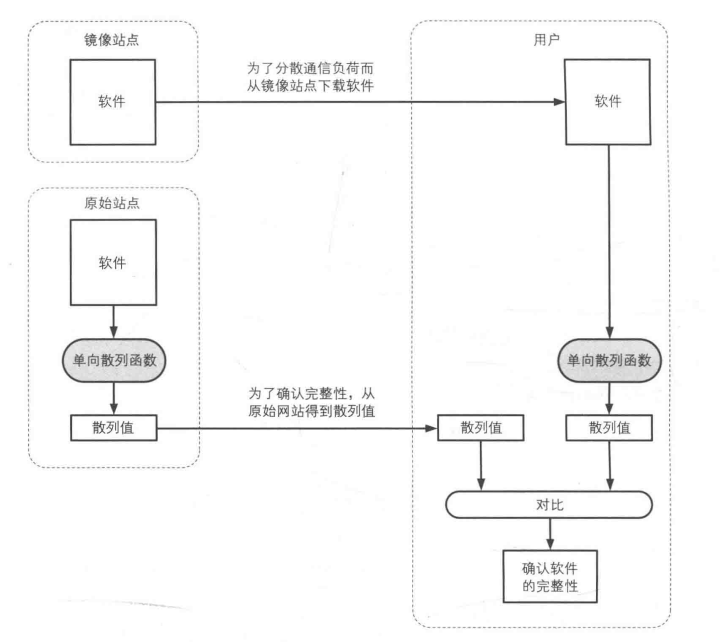 镜像站点
软件
为了分散通信负荷而
从镜像站点下载软件
用户
软件
原始站点
软件
单向散列函数
散列值
为了确认完整性，从
原始网站得到散列值
单向散列函数
散列值
散列值
对比
确认软件
的完整性